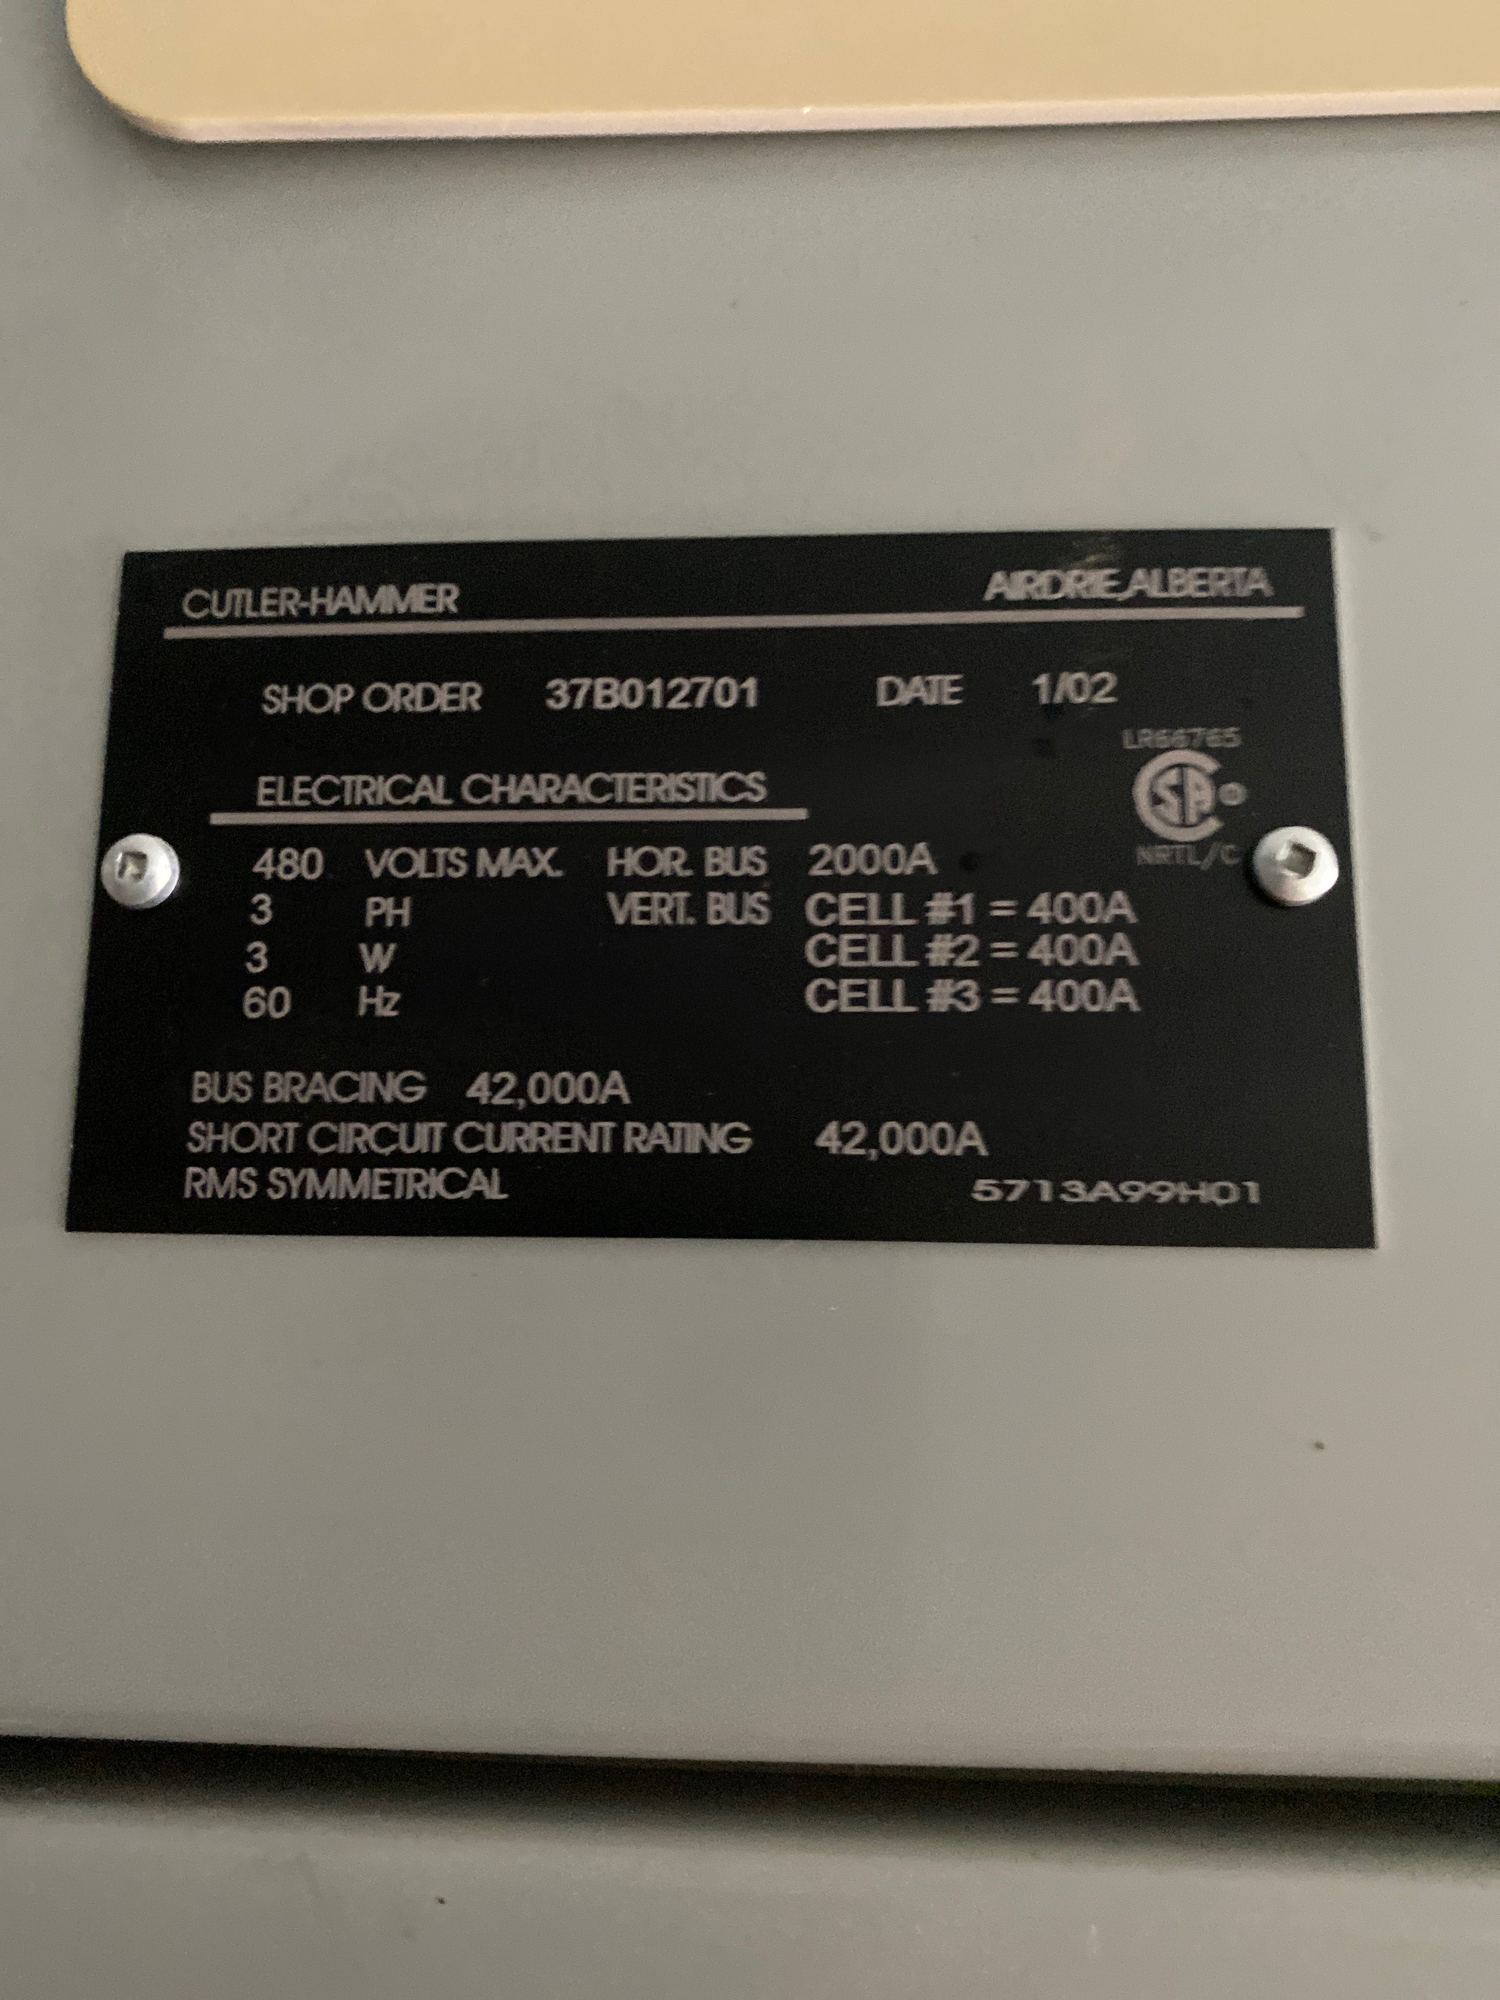 CUTLER-HAMMER AIRDRIE, ALBERTA
SHOP ORDER 37B012701 DATE 1/02
LR66765
ELECTRICAL CHARACTERISTICS
SA
480 VOLTS MAX. HOR. BUS 2000A
NRTL/C
3 PH VERT. BUS CELL #1 = 400A
3 W CELL #2 = 400A
60 Hz CELL #3 = 400A
BUS BRACING 42,000A
SHORT CIRCUIT CURRENT RATING 42,000A
RMS SYMMETRICAL 5713A99H01